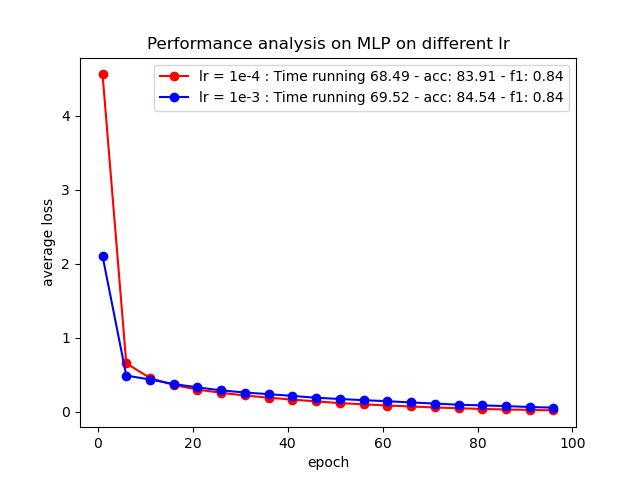 Performance analysis on MLP on different lr
lr = 1e-4 : Time running 68.49 - acc: 83.91 - f1: 0.84
lr = 1e-3 : Time running 69.52 - acc: 84.54 - f1: 0.84
4
3
2
1
0
average loss
0 20 40 60 80 100
epoch